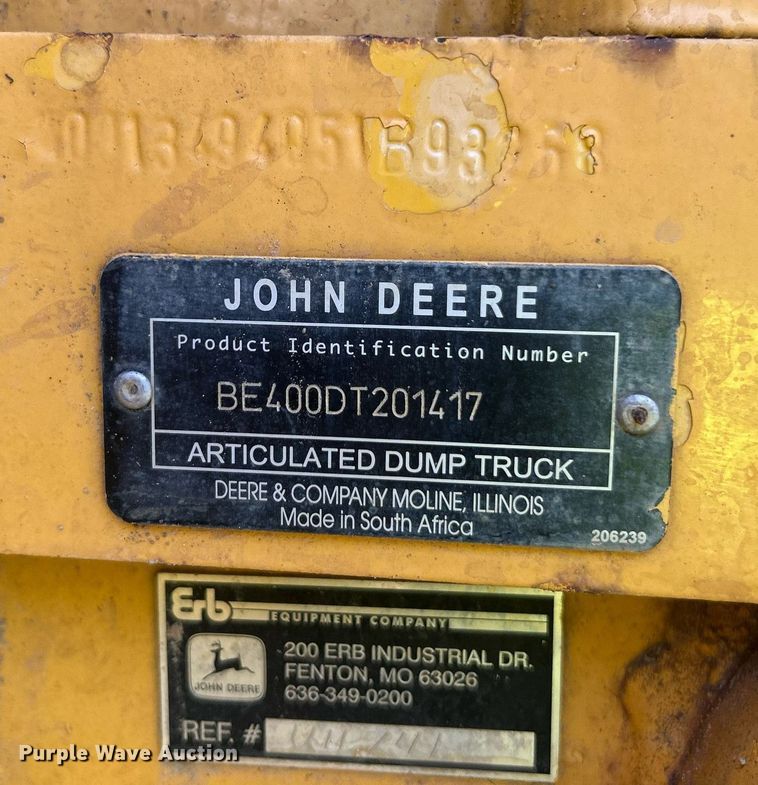 JOHN DEERE
Product Identification Number
BE400DT201417
ARTICULATED DUMP TRUCK
DEERE & COMPANY MOLINE, ILLINOIS
Made in South Africa
206239
Erb
EQUIPMENT COMPANY
200 ERB INDUSTRIAL DR.
FENTON, MO 63026
636-349-0200
JOHN DEERE
REF. #
Purple Wave Auction